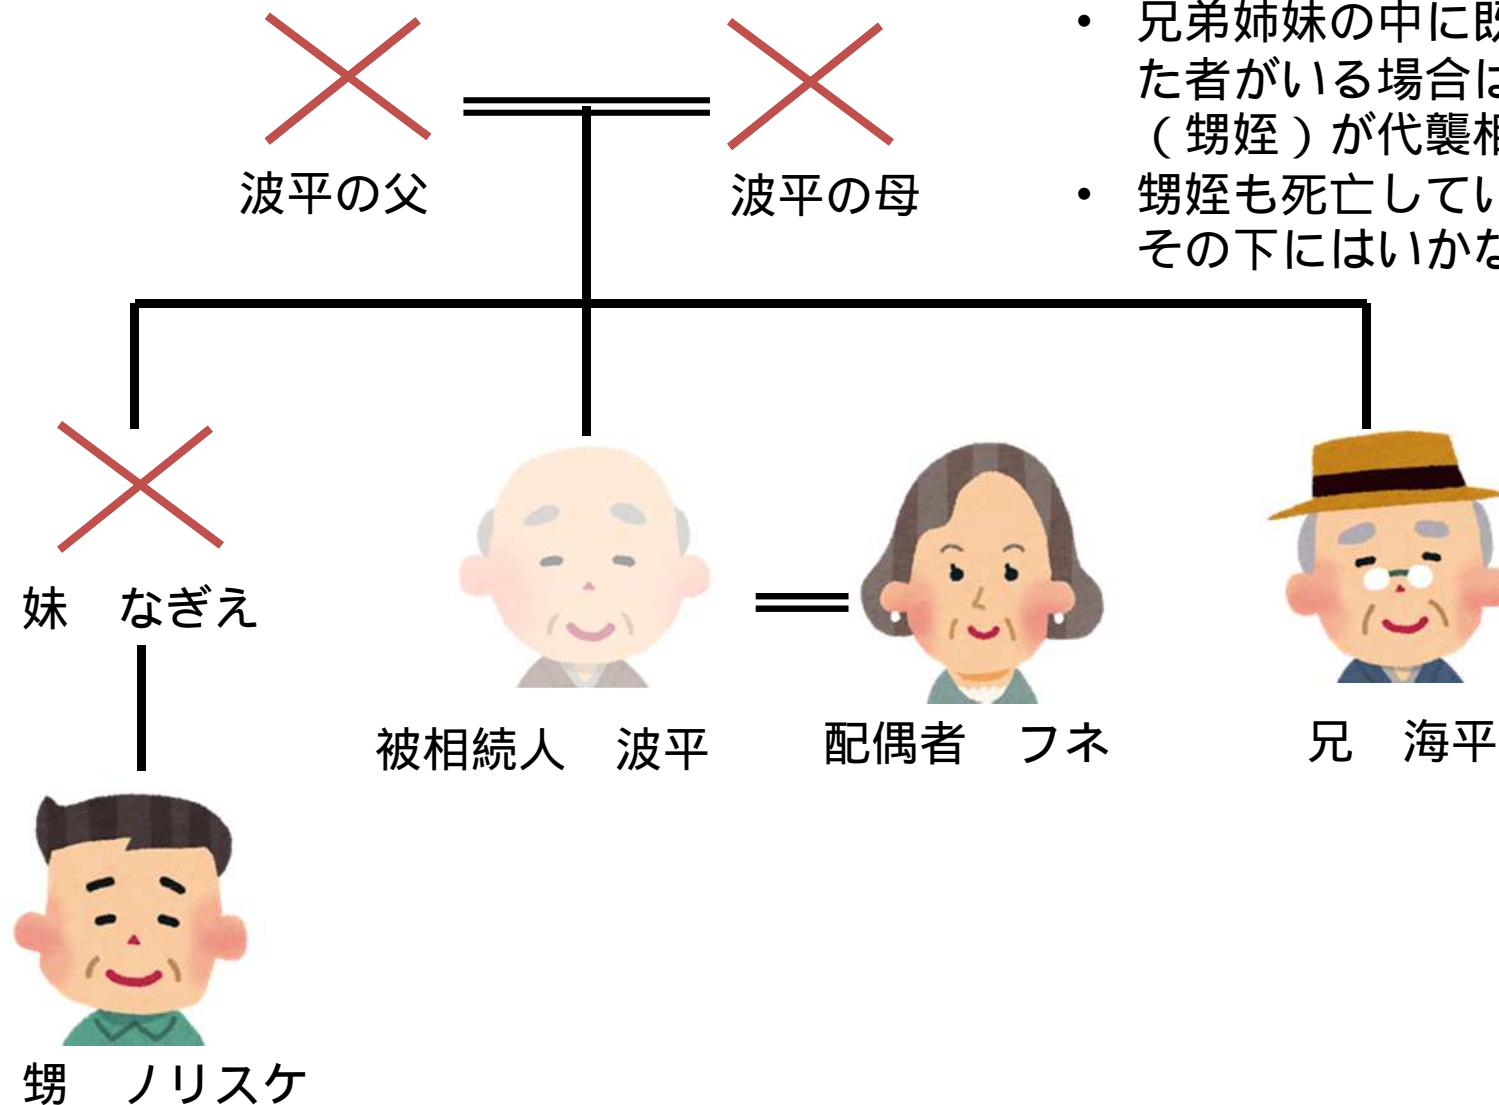 • 兄弟姉妹の中に既
た者がいる場合は
（甥姪）が代襲相
• 甥姪も死亡してい
その下にはいかな
波平の父
波平の母
妹　なぎえ
被相続人　波平
配偶者　フネ
兄　海平
甥　ノリスケ